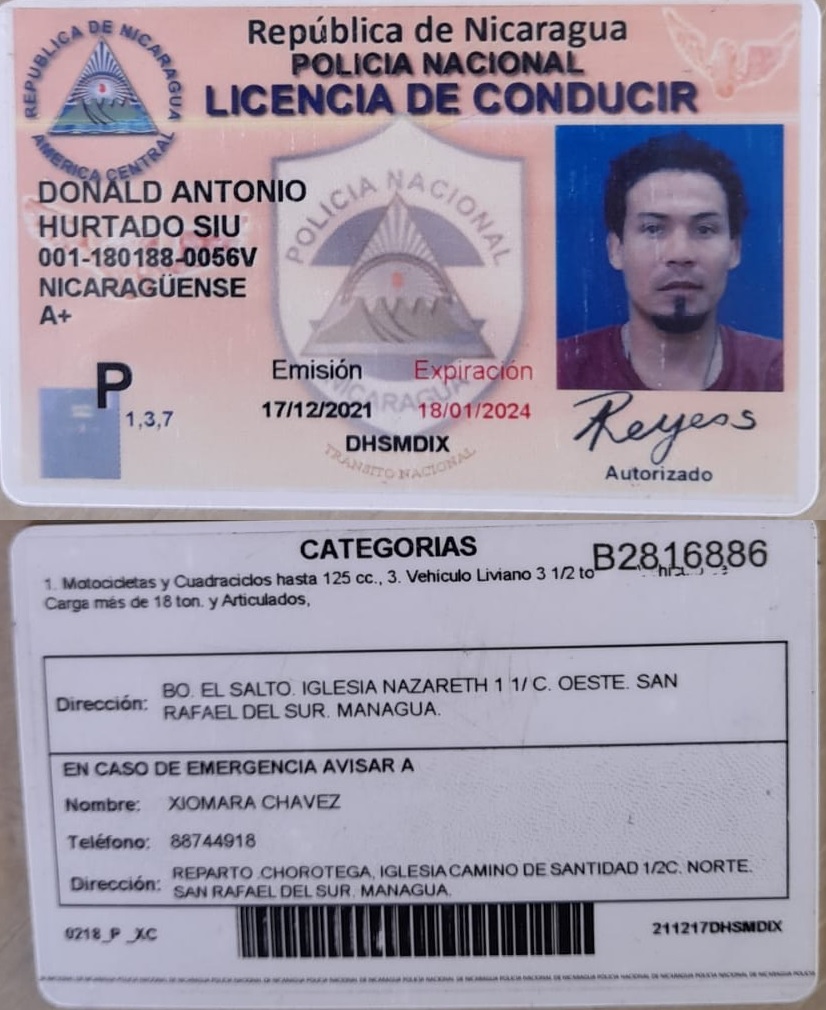 REPUBLICA DE NICARAGUA
AMERICA CENTRAL
República de Nicaragua
POLICIA NACIONAL
LICENCIA DE CONDUCIR
DONALD ANTONIO
HURTADO SIU
001-180188-0056V
NICARAGÜENSE
A+
POLICIA NACIONAL
NICARAGUA
TRANSITO NACIONAL
P
1,3,7
Emisión Expiración
17/12/2021 18/01/2024
DHSMDIX
Reyess
Autorizado
CATEGORIAS
B2816886
1. Motocicletas y Cuadraciclos hasta 125 cc., 3. Vehículo Liviano 3 1/2 to
Carga más de 18 ton. y Articulados,
Dirección: BO. EL SALTO. IGLESIA NAZARETH 1 1/ C. OESTE. SAN
RAFAEL DEL SUR. MANAGUA.
EN CASO DE EMERGENCIA AVISAR A
Nombre: XIOMARA CHAVEZ
Teléfono: 88744918
Dirección: REPARTO CHOROTEGA, IGLESIA CAMINO DE SANTIDAD 1/2C. NORTE.
SAN RAFAEL DEL SUR. MANAGUA.
0218_P _XC
211217DHSMDIX